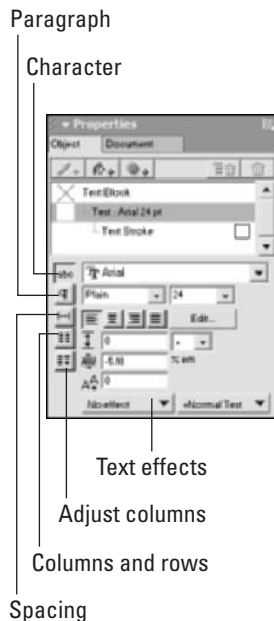 Paragraph
Character
Properties
Object Document
Text Block
Text : Arial 24 pt
Text Stroke
abc Arial
Plain 24
Edit...
0 +
-5.10 % em
0
No effect Normal Text
Text effects
Adjust columns
Columns and rows
Spacing